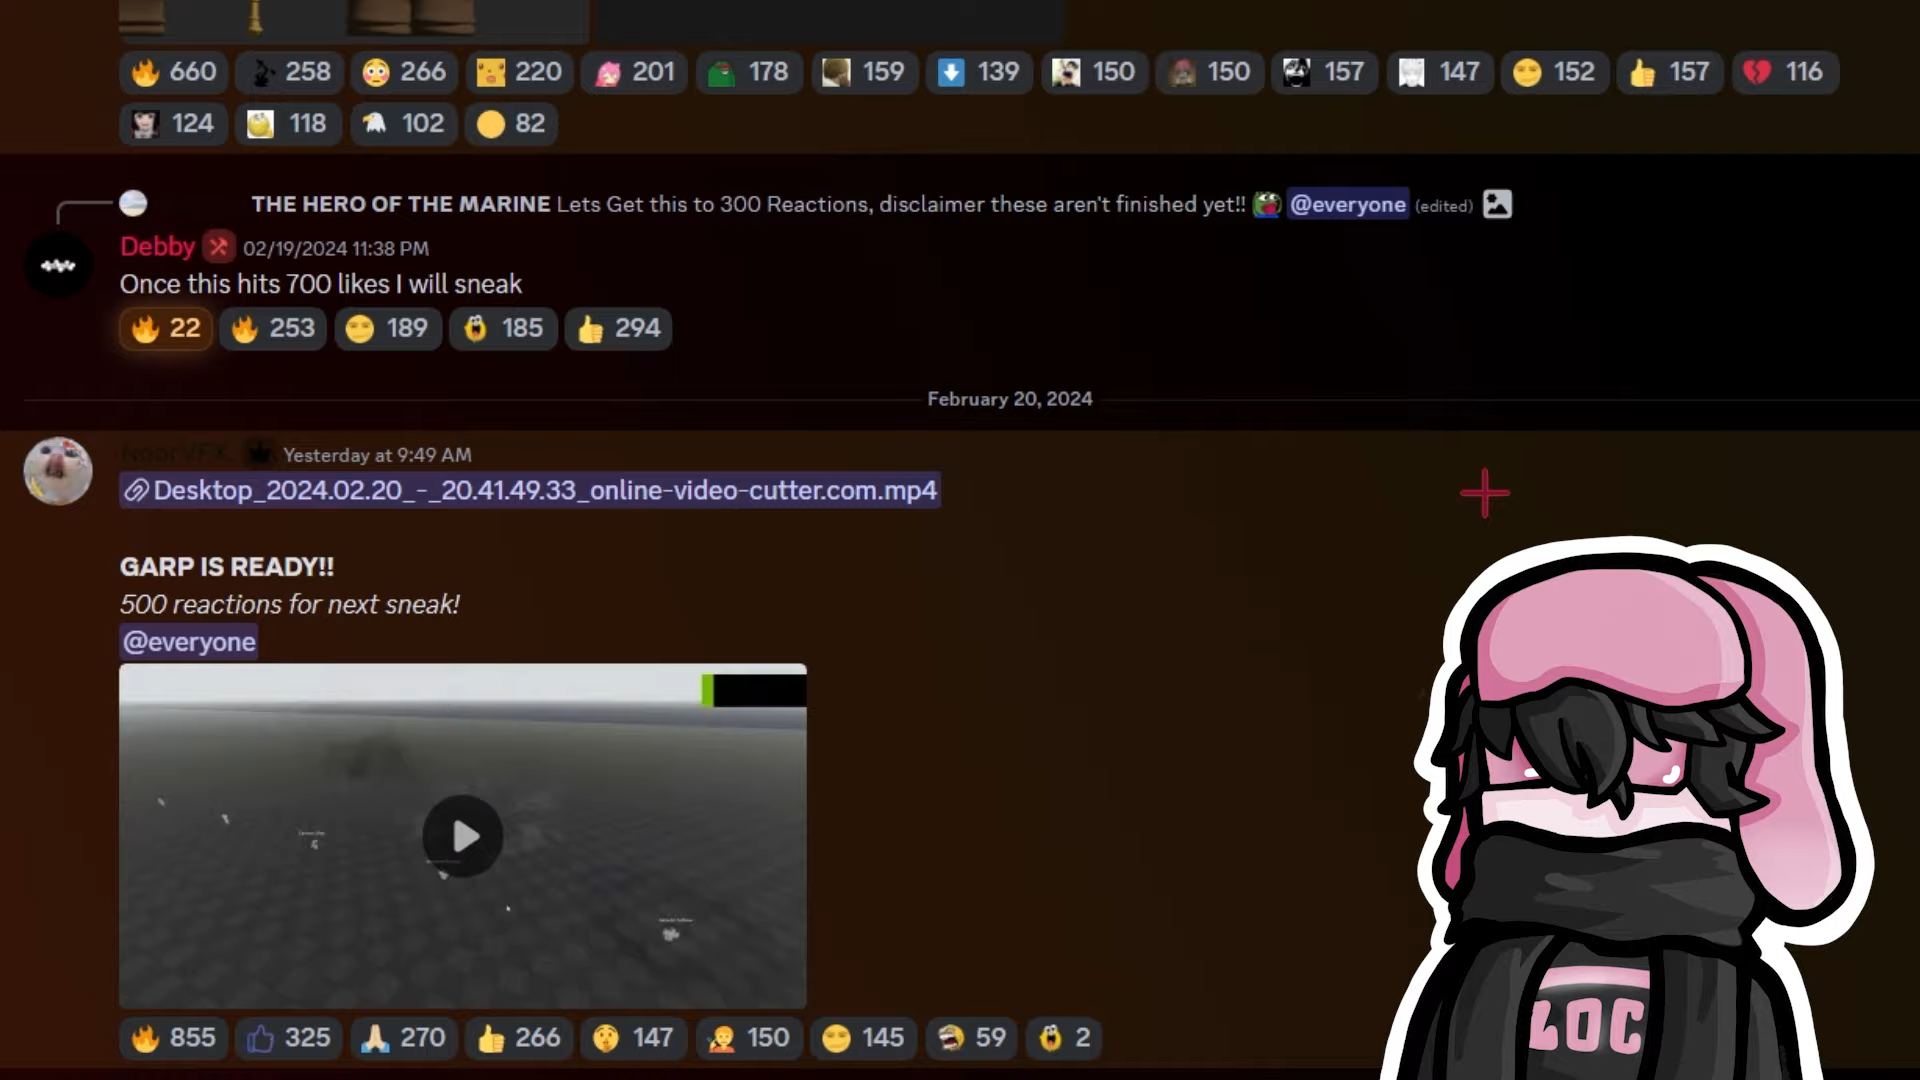 660 258 266 220 201 178 159 139 150 150 157 147 152 157 116
124 118 102 82
THE HERO OF THE MARINE Lets Get this to 300 Reactions, disclaimer these aren't finished yet!! @everyone (edited)
Debby 02/19/2024 11:38 PM
Once this hits 700 likes I will sneak
22 253 189 185 294
February 20, 2024
NoorVFX. Yesterday at 9:49 AM
Desktop_2024.02.20_-_20.41.49.33_online-video-cutter.com.mp4
GARP IS READY!!
500 reactions for next sneak!
@everyone
855 325 270 266 147 150 145 59 2
LOC